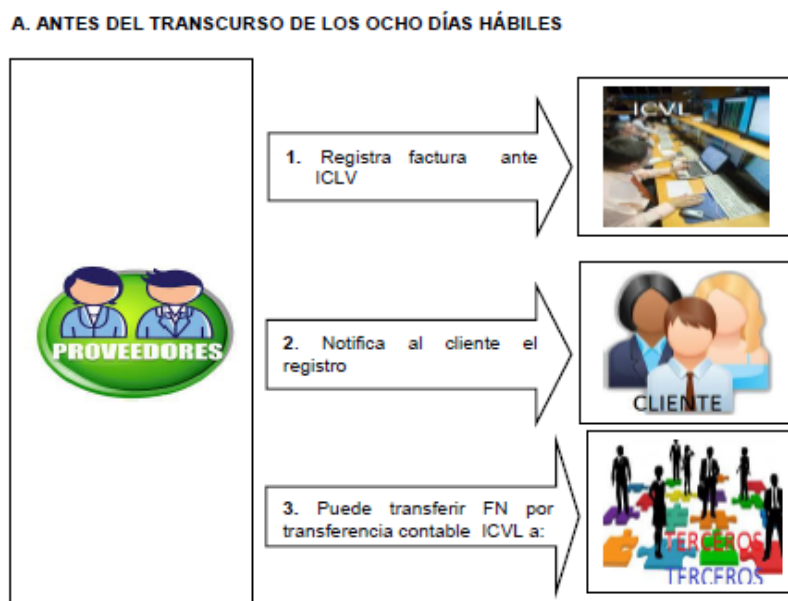 A. ANTES DEL TRANSCURSO DE LOS OCHO DÍAS HÁBILES
ICVL
1. Registra factura ante
ICLV
PROVEEDORES
2. Notifica al cliente el
registro
CLIENTE
3. Puede transferir FN por
transferencia contable ICVL a:
TERCEROS
TERCEROS